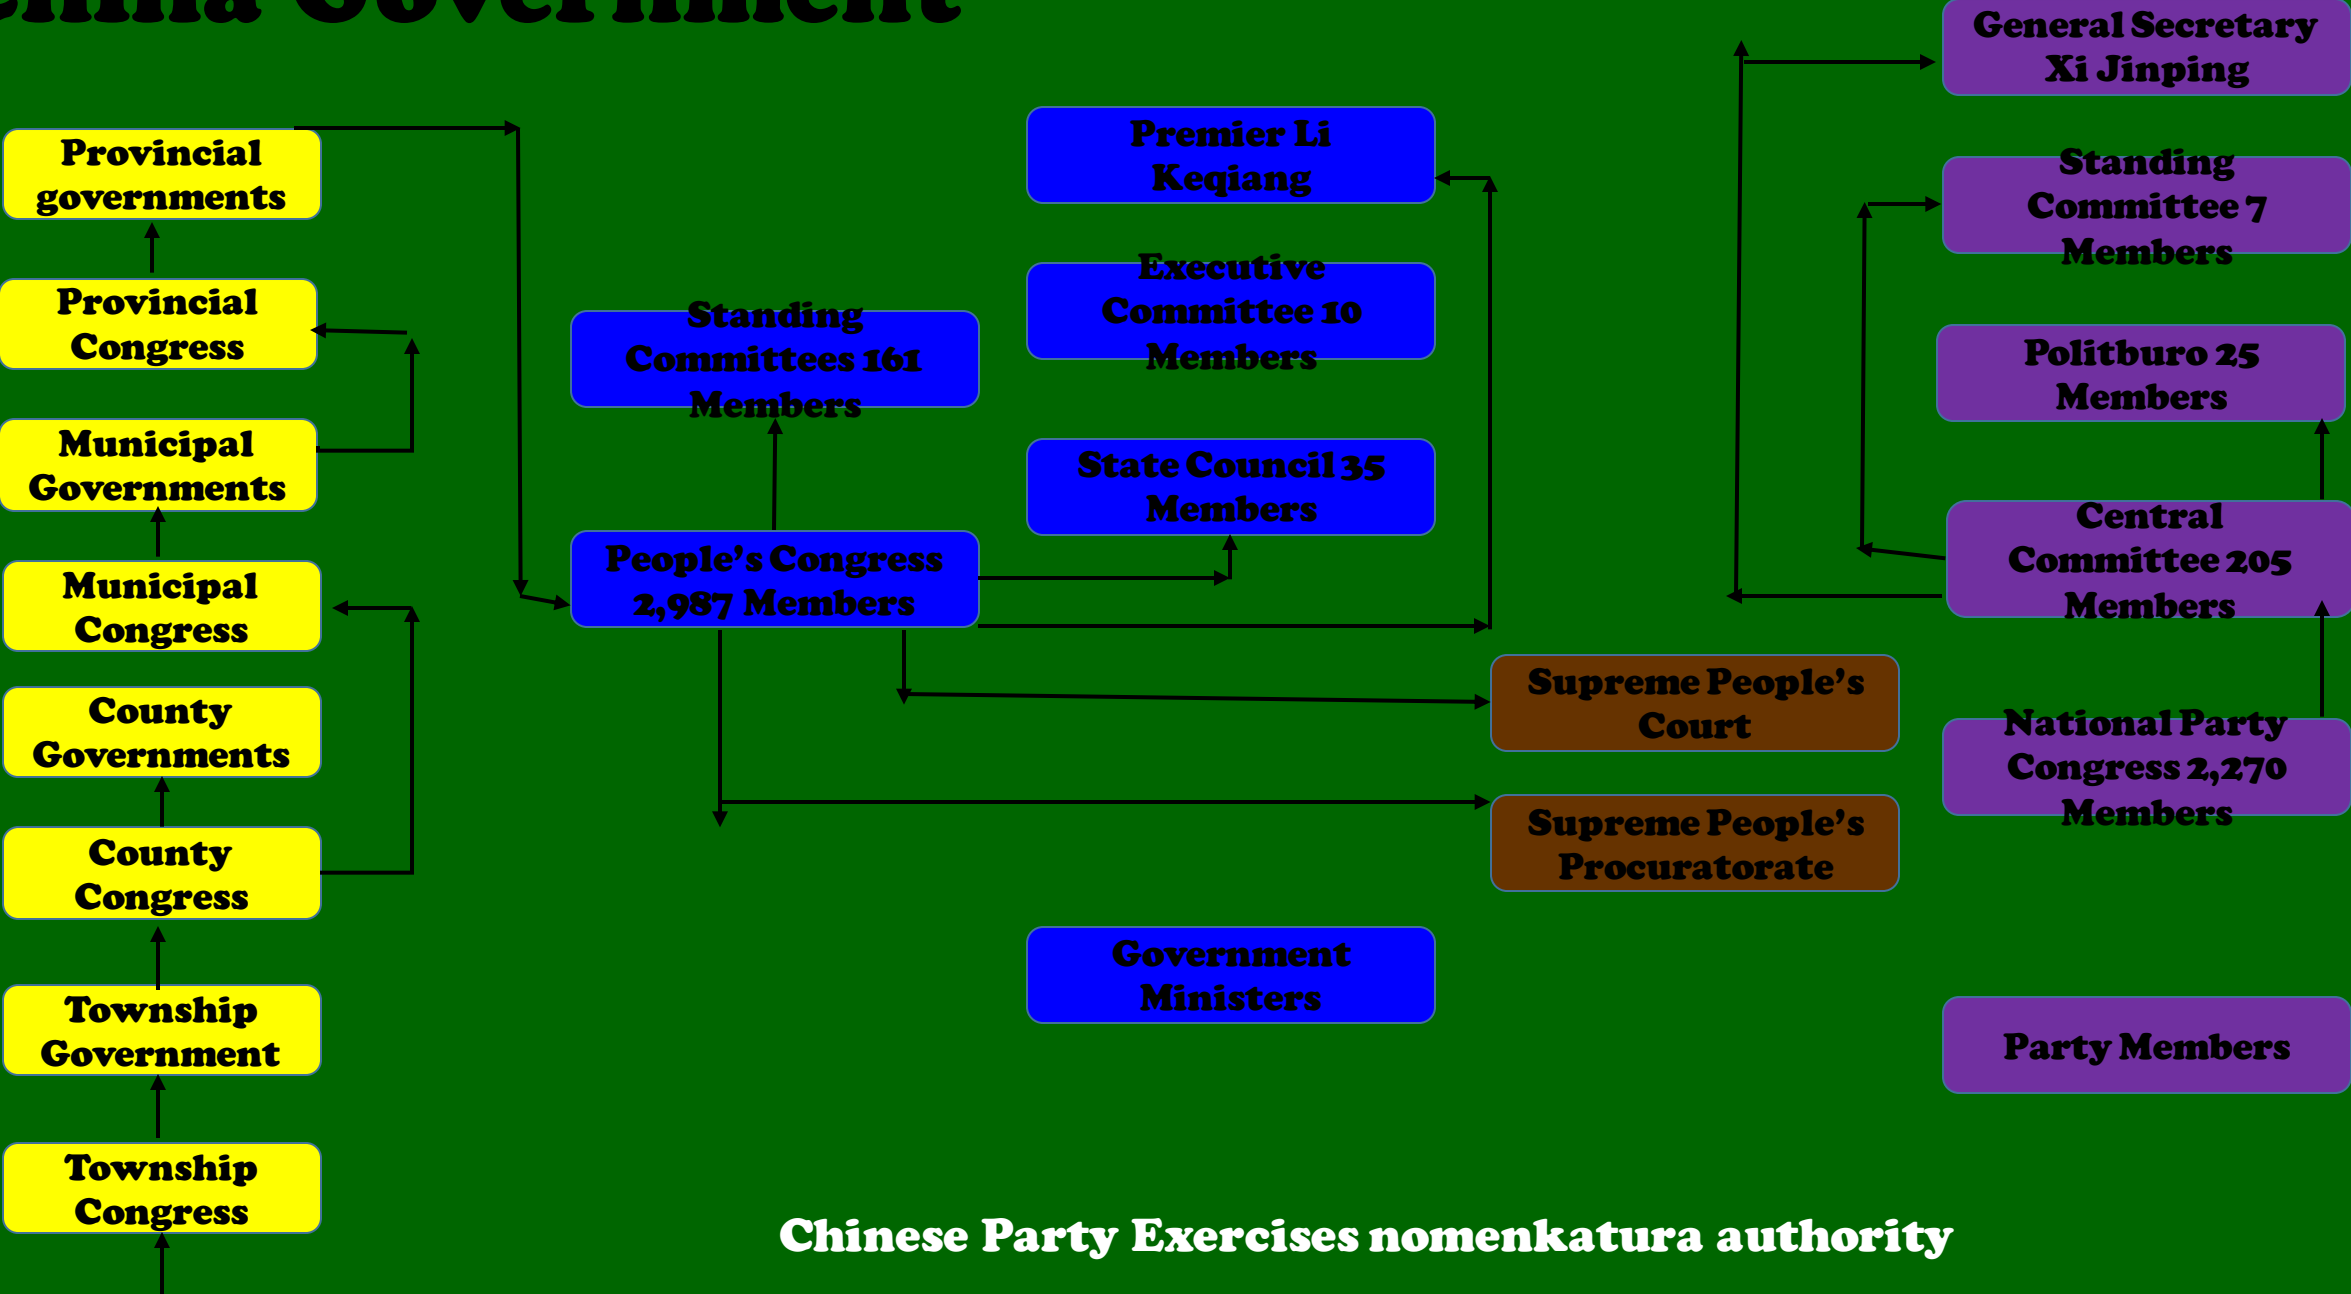 Government
Provincial
governments
Provincial
Congress
Municipal
Governments
Municipal
Congress
County
Governments
County
Congress
Township
Government
Township
Congress
Standing
Committees 161
Members
People’s Congress
2,987 Members
Premier Li
Keqiang
Executive
Committee 10
Members
State Council 35
Members
Government
Ministers
Supreme People’s
Court
Supreme People’s
Procuratorate
General Secretary
Xi Jinping
Standing
Committee 7
Members
Politburo 25
Members
Central
Committee 205
Members
National Party
Congress 2,270
Members
Party Members
Chinese Party Exercises nomenkatura authority